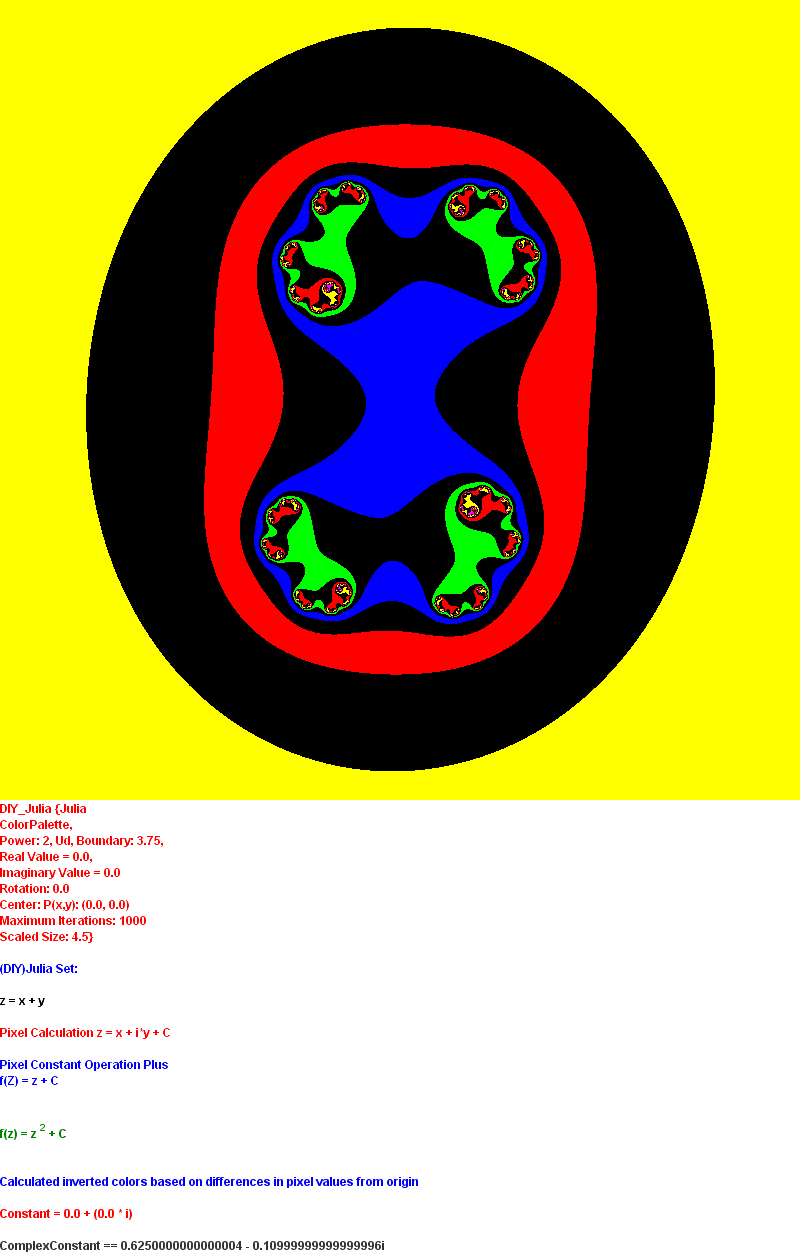 DIY_Julia {Julia
ColorPalette,
Power: 2, Ud, Boundary: 3.75,
Real Value = 0.0,
Imaginary Value = 0.0
Rotation: 0.0
Center: P(x,y): (0.0, 0.0)
Maximum Iterations: 1000
Scaled Size: 4.5}
(DIY)Julia Set:
z = x + y
Pixel Calculation z = x + i*y + C
Pixel Constant Operation Plus
f(Z) = z + C
f(z) = z 2 + C
Calculated inverted colors based on differences in pixel values from origin
Constant = 0.0 + (0.0 * i)
ComplexConstant == 0.6250000000000004 - 0.10999999999999996i